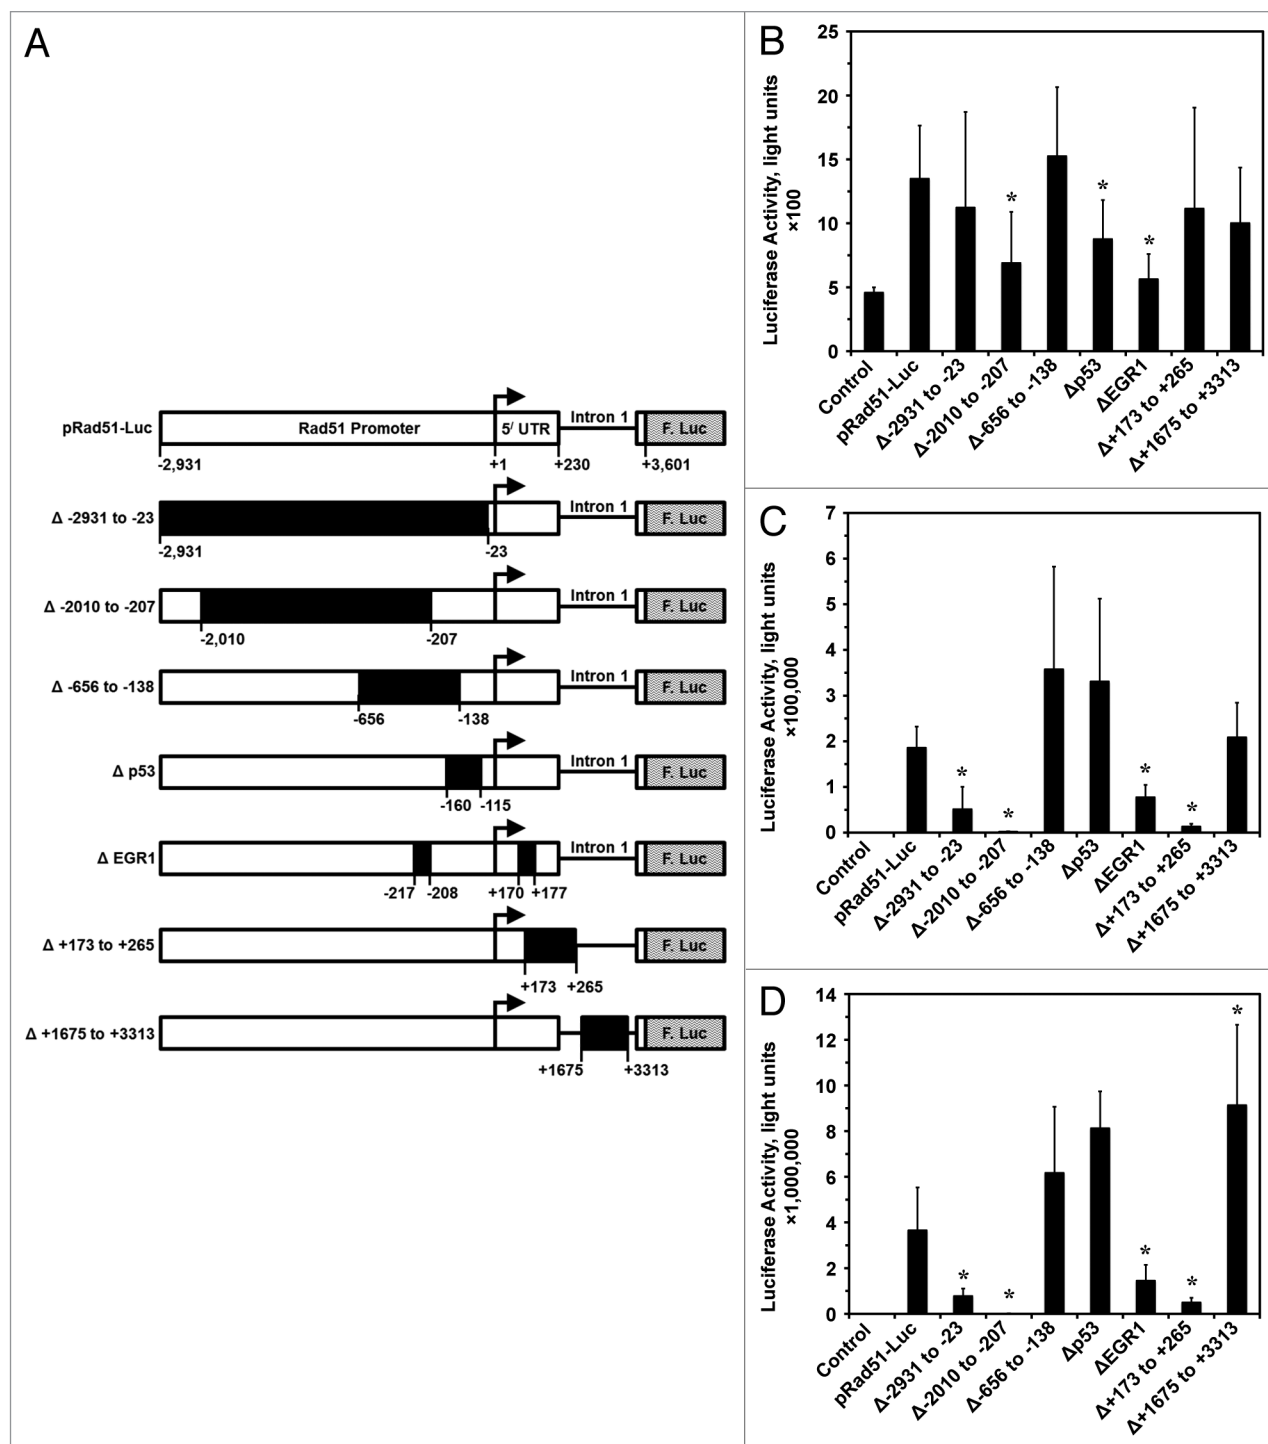 A
pRad51-Luc
Rad51 Promoter
5/ UTR
Intron 1
F. Luc
-2,931
+1
+230
+3,601
Δ -2931 to -23
Intron 1
F. Luc
-2,931
-23
Δ -2010 to -207
Intron 1
F. Luc
-2,010
-207
Δ -656 to -138
Intron 1
F. Luc
-656
-138
Δ p53
Intron 1
F. Luc
-160
-115
Δ EGR1
Intron 1
F. Luc
-217
-208
+170
+177
Δ +173 to +265
F. Luc
+173
+265
Δ +1675 to +3313
F. Luc
+1675
+3313
B
Luciferase Activity, light units
×100
25
20
15
10
5
0
*
*
*
Control
pRad51-Luc
Δ-2931 to -23
Δ-2010 to -207
Δ-656 to -138
Δp53
ΔEGR1
Δ+173 to +265
Δ+1675 to +3313
C
Luciferase Activity, light units
×100,000
7
6
5
4
3
2
1
0
*
*
*
*
Control
pRad51-Luc
Δ-2931 to -23
Δ-2010 to -207
Δ-656 to -138
Δp53
ΔEGR1
Δ+173 to +265
Δ+1675 to +3313
D
Luciferase Activity, light units
×1,000,000
14
12
10
8
6
4
2
0
*
*
*
*
*
Control
pRad51-Luc
Δ-2931 to -23
Δ-2010 to -207
Δ-656 to -138
Δp53
ΔEGR1
Δ+173 to +265
Δ+1675 to +3313